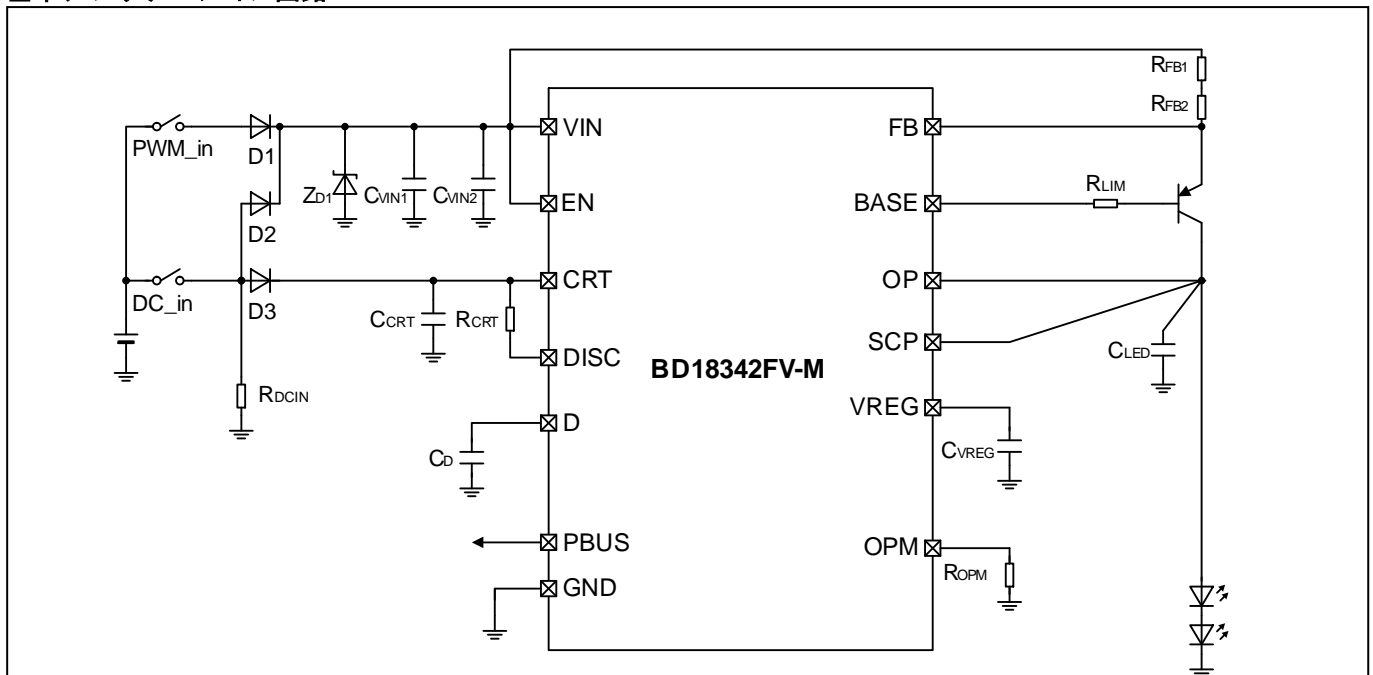 RFB1
RFB2
VIN
FB
PWM_in
D1
ZD1
CVIN1
CVIN2
RLIM
EN
BASE
D2
CRT
OP
DC_in
D3
CCRT
RCRT
SCP
CLED
DISC
BD18342FV-M
RDCIN
VREG
D
CD
CVREG
PBUS
OPM
ROPM
GND